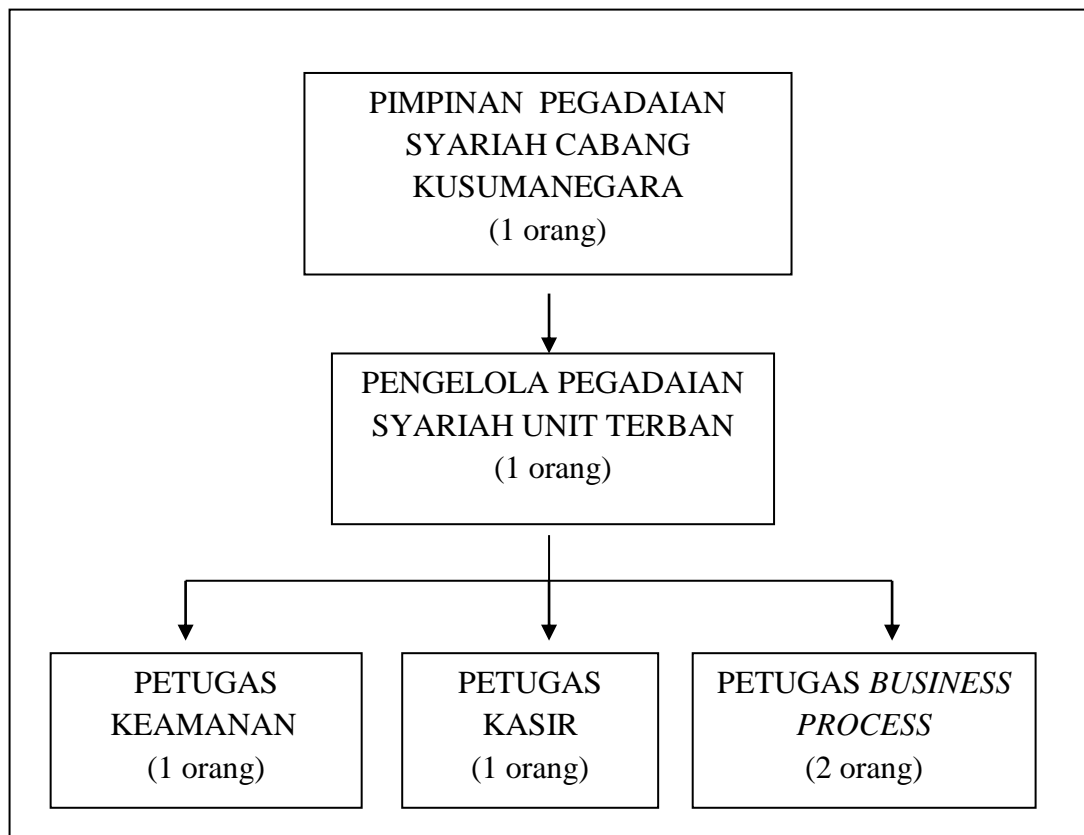 PIMPINAN PEGADAIAN
SYARIAH CABANG
KUSUMANEGARA
(1 orang)
PENGELOLA PEGADAIAN
SYARIAH UNIT TERBAN
(1 orang)
PETUGAS
KEAMANAN
(1 orang)
PETUGAS
KASIR
(1 orang)
PETUGAS BUSINESS
PROCESS
(2 orang)